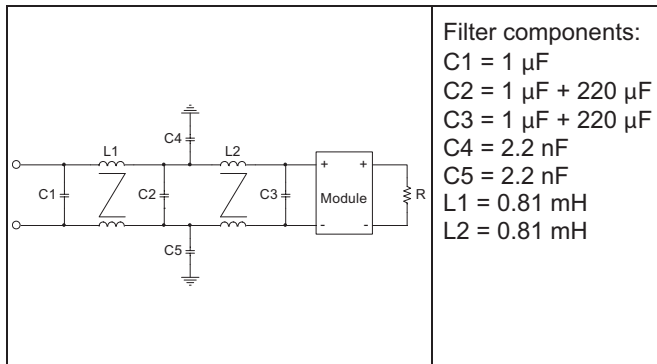 Filter components:
C1 = 1 µF
C2 = 1 µF + 220 µF
C3 = 1 µF + 220 µF
C4 = 2.2 nF
C5 = 2.2 nF
L1 = 0.81 mH
L2 = 0.81 mH
C4
L1
L2
C1
C2
C3
+ +
Module
R
- -
C5